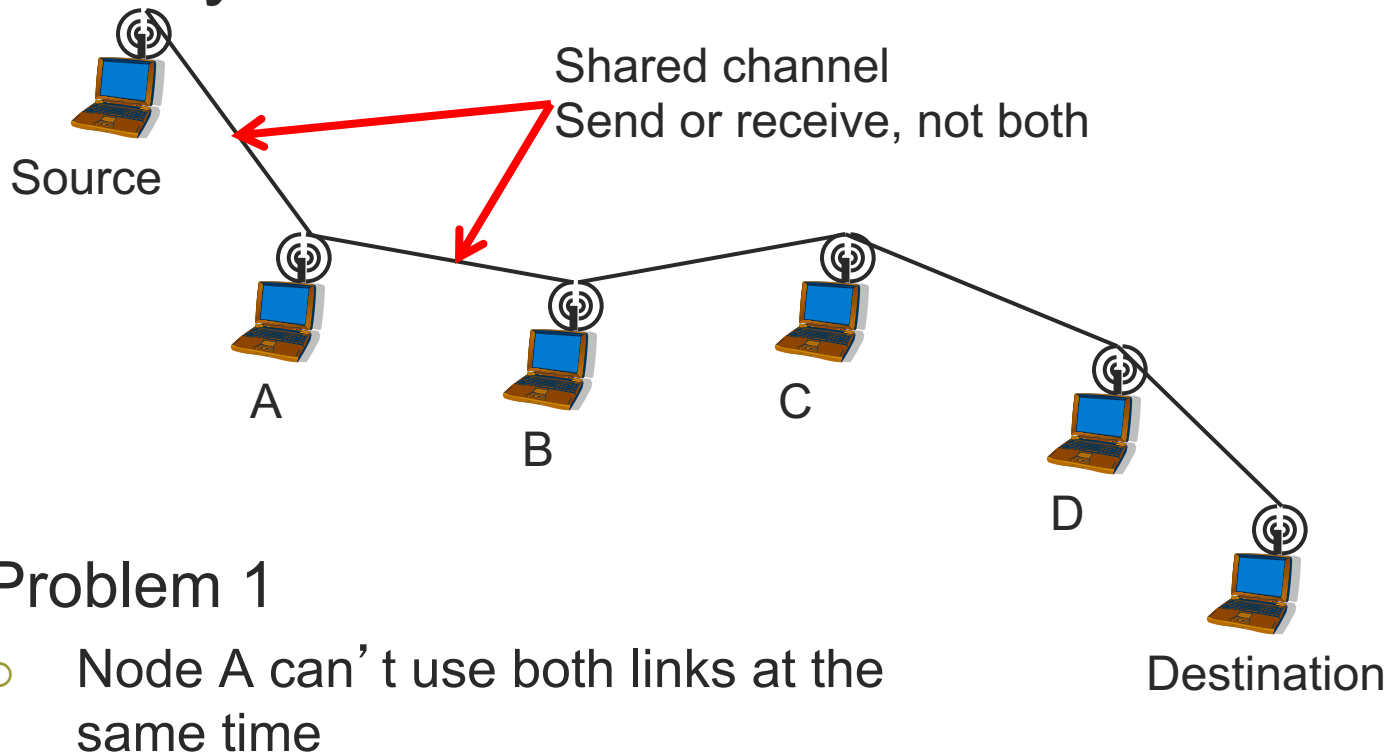 Shared channel
Send or receive, not both
Source
A
B
C
D
Problem 1
Destination
○ Node A can’t use both links at the
same time